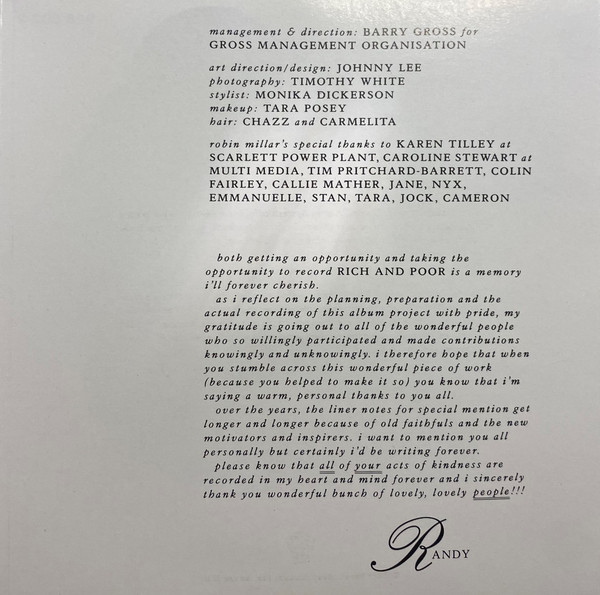 management & direction: BARRY GROSS for
GROSS MANAGEMENT ORGANISATION
art direction/design: JOHNNY LEE
photography: TIMOTHY WHITE
stylist: MONIKA DICKERSON
makeup: TARA POSEY
hair: CHAZZ and CARMELITA
robin millar's special thanks to KAREN TILLEY at
SCARLETT POWER PLANT, CAROLINE STEWART at
MULTI MEDIA, TIM PRITCHARD-BARRETT, COLIN
FAIRLEY, CALLIE MATHER, JANE, NYX,
EMMANUELLE, STAN, TARA, JOCK, CAMERON
both getting an opportunity and taking the
opportunity to record RICH AND POOR is a memory
i'll forever cherish.
as i reflect on the planning, preparation and the
actual recording of this album project with pride, my
gratitude is going out to all of the wonderful people
who so willingly participated and made contributions
knowingly and unknowingly. i therefore hope that when
you stumble across this wonderful piece of work
(because you helped to make it so) you know that i'm
saying a warm, personal thanks to you all.
over the years, the liner notes for special mention get
longer and longer because of old faithfuls and the new
motivators and inspirers. i want to mention you all
personally but certainly i'd be writing forever.
please know that all of your acts of kindness are
recorded in my heart and mind forever and i sincerely
thank you wonderful bunch of lovely, lovely people!!!
RANDY